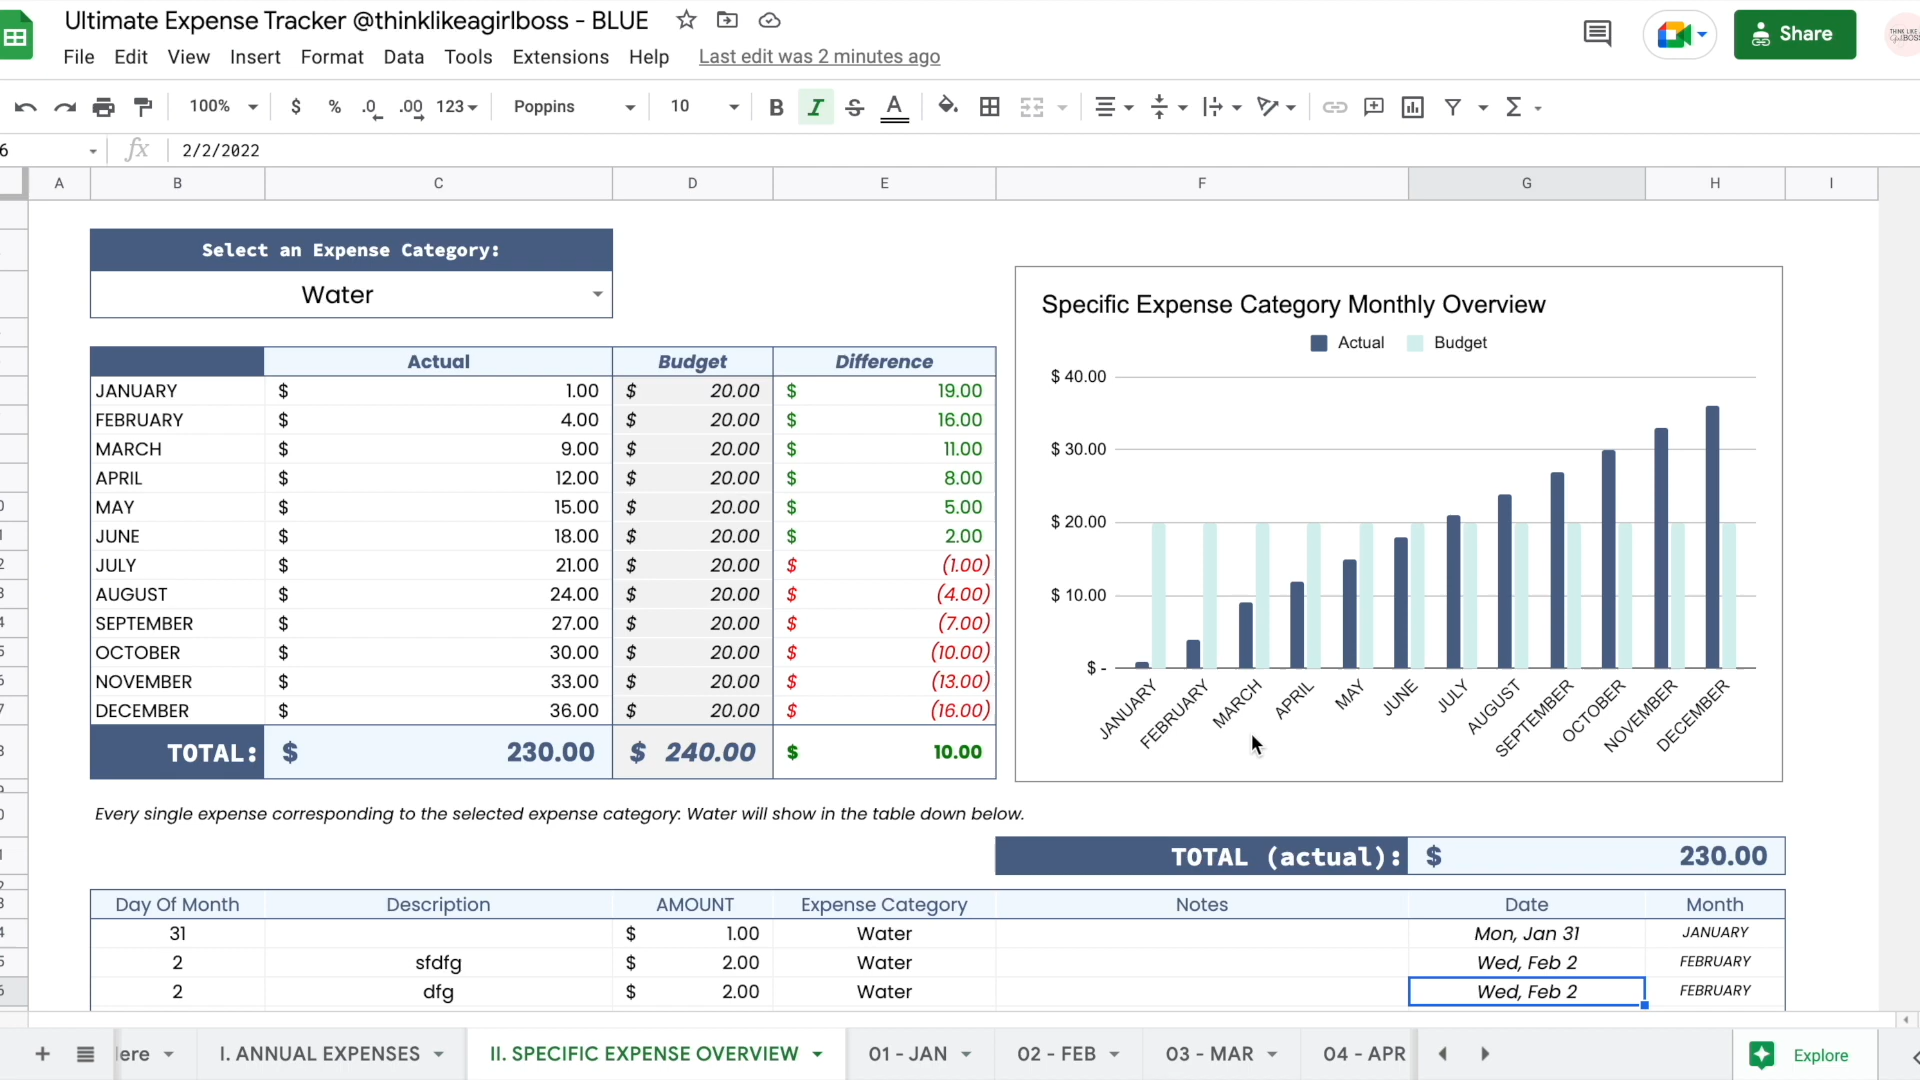 Ultimate Expense Tracker @thinklikeagirlboss - BLUE
Share
File Edit View Insert Format Data Tools Extensions Help Last edit was 2 minutes ago
100% $ % .0 .00 123 Poppins 10 B I S A Σ
6 fx 2/2/2022
A B C D E F G H I
Select an Expense Category:
Water
Actual Budget Difference
JANUARY $ 1.00 $ 20.00 $ 19.00
FEBRUARY $ 4.00 $ 20.00 $ 16.00
MARCH $ 9.00 $ 20.00 $ 11.00
APRIL $ 12.00 $ 20.00 $ 8.00
MAY $ 15.00 $ 20.00 $ 5.00
JUNE $ 18.00 $ 20.00 $ 2.00
JULY $ 21.00 $ 20.00 $ (1.00)
AUGUST $ 24.00 $ 20.00 $ (4.00)
SEPTEMBER $ 27.00 $ 20.00 $ (7.00)
OCTOBER $ 30.00 $ 20.00 $ (10.00)
NOVEMBER $ 33.00 $ 20.00 $ (13.00)
DECEMBER $ 36.00 $ 20.00 $ (16.00)
TOTAL: $ 230.00 $ 240.00 $ 10.00
Specific Expense Category Monthly Overview
Actual Budget
$ 40.00
$ 30.00
$ 20.00
$ 10.00
$ -
JANUARY FEBRUARY MARCH APRIL MAY JUNE JULY AUGUST SEPTEMBER OCTOBER NOVEMBER DECEMBER
Every single expense corresponding to the selected expense category: Water will show in the table down below.
TOTAL (actual): $ 230.00
Day Of Month Description AMOUNT Expense Category Notes Date Month
31 $ 1.00 Water Mon, Jan 31 JANUARY
2 sfdfg $ 2.00 Water Wed, Feb 2 FEBRUARY
2 dfg $ 2.00 Water Wed, Feb 2 FEBRUARY
+ ere I. ANNUAL EXPENSES II. SPECIFIC EXPENSE OVERVIEW 01 - JAN 02 - FEB 03 - MAR 04 - APR Explore